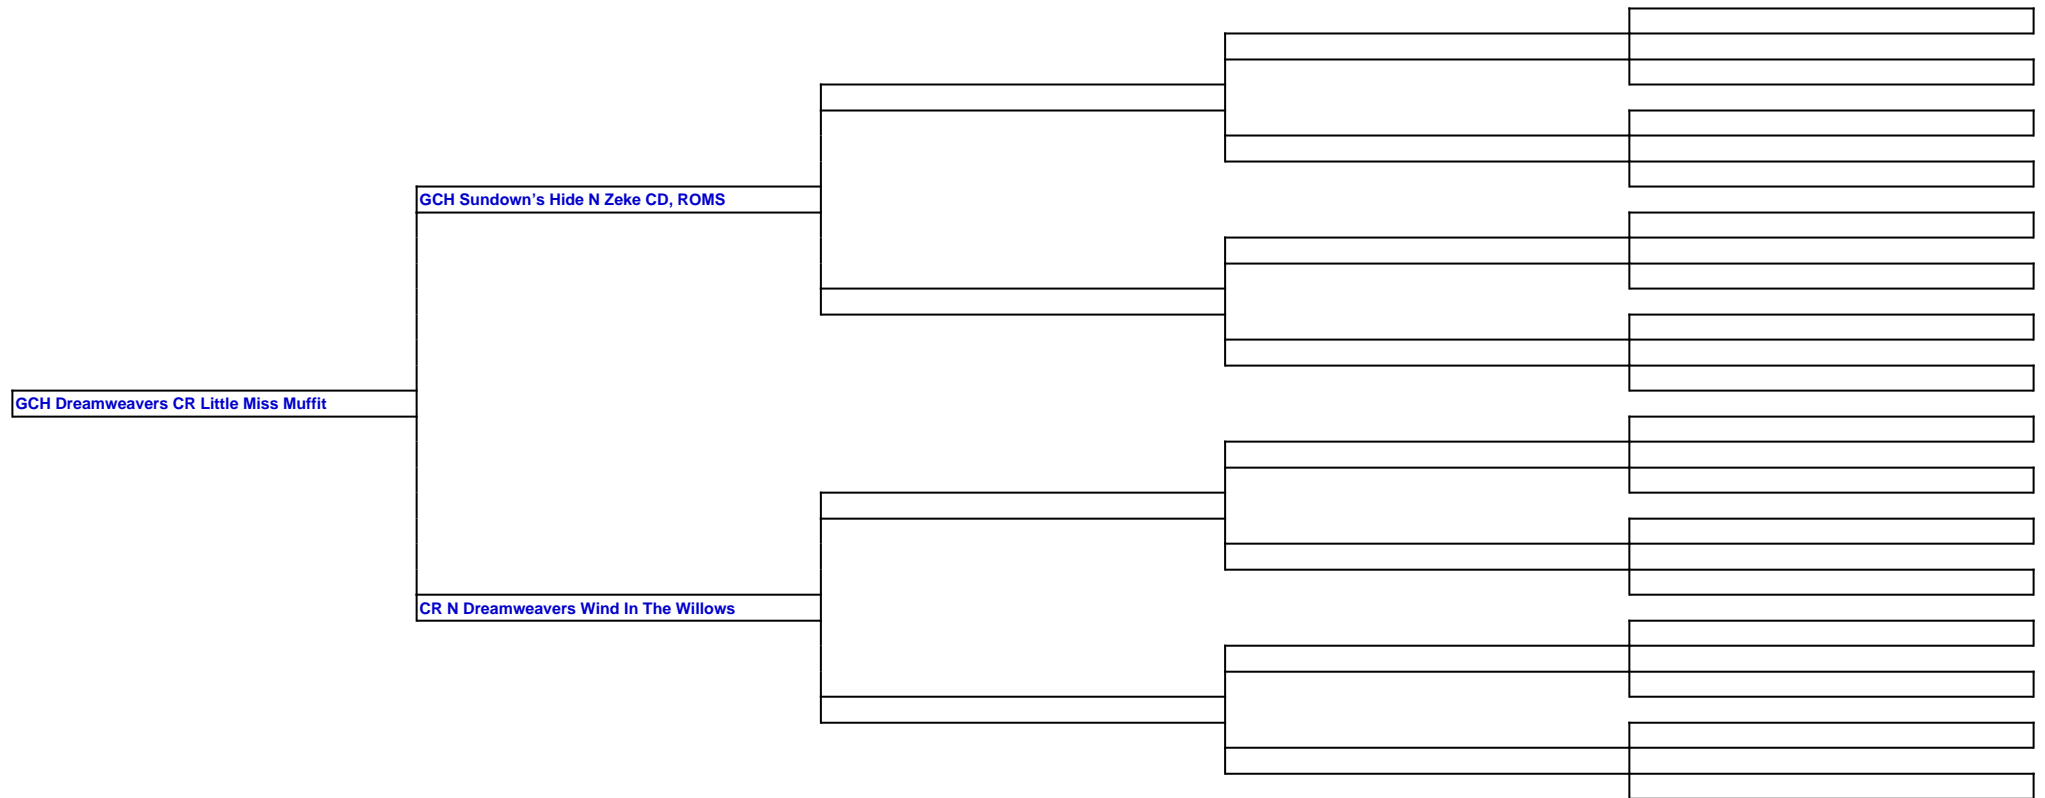 GCH Sundown’s Hide N Zeke CD, ROMS
GCH Dreamweavers CR Little Miss Muffit
CR N Dreamweavers Wind In The Willows